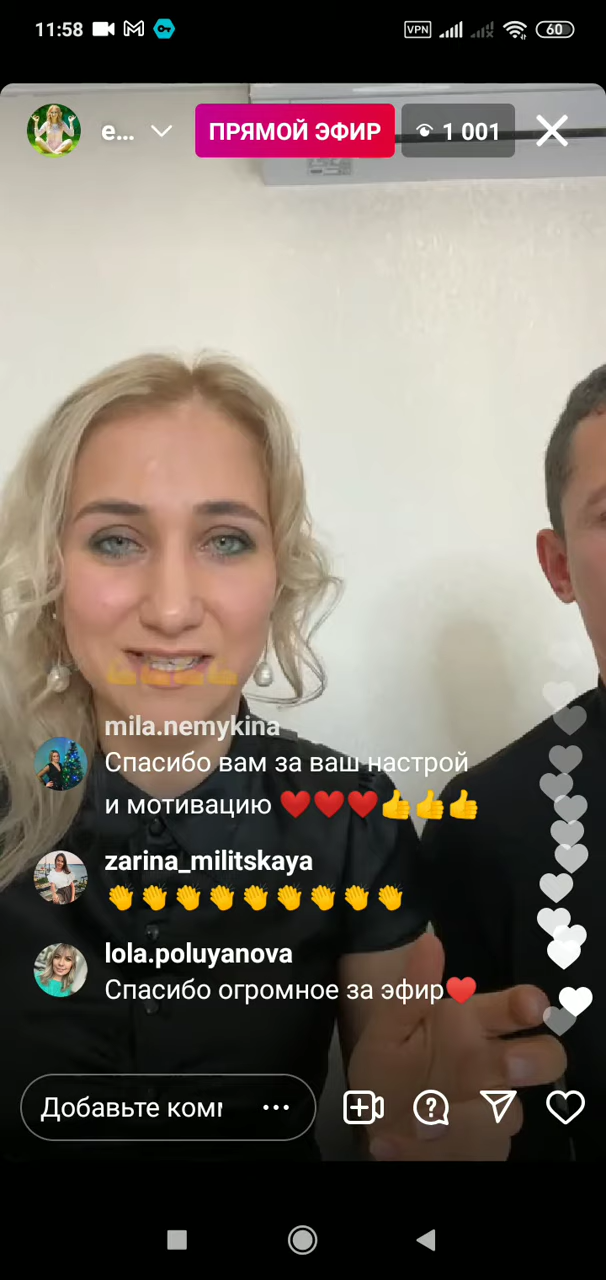 11:58
VPN
60
e...
ПРЯМОЙ ЭФИР
1 001
👍👍👍👍
mila.nemykina
Спасибо вам за ваш настрой
и мотивацию ❤️❤️❤️👍👍👍
zarina_militskaya
👏👏👏👏👏👏👏👏👏
lola.poluyanova
Спасибо огромное за эфир❤️
Добавьте комм